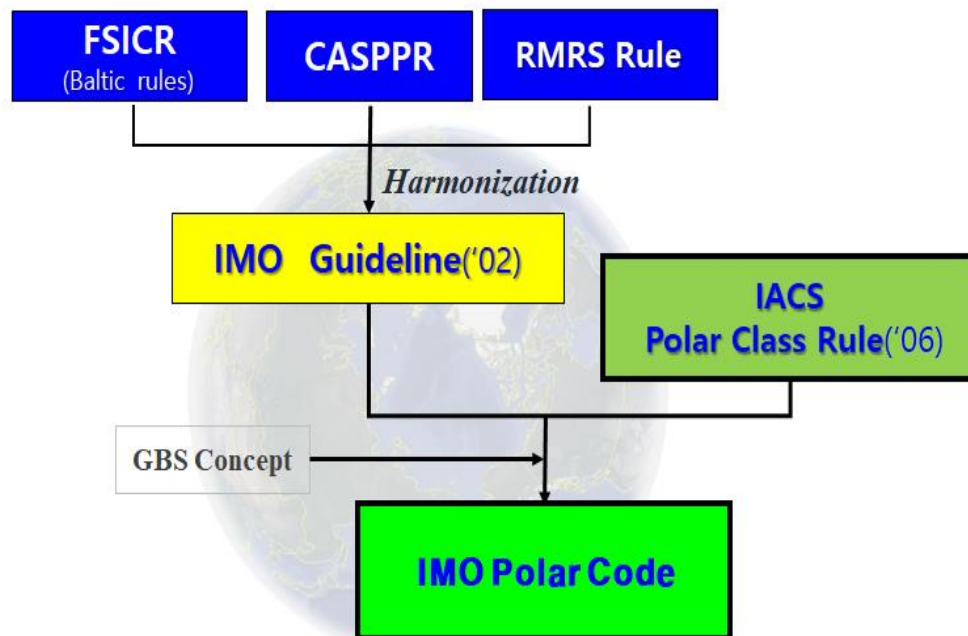 FSICR
(Baltic rules)
CASPPR
RMRS Rule
Harmonization
IMO Guideline(‘02)
IACS
Polar Class Rule(‘06)
GBS Concept
IMO Polar Code